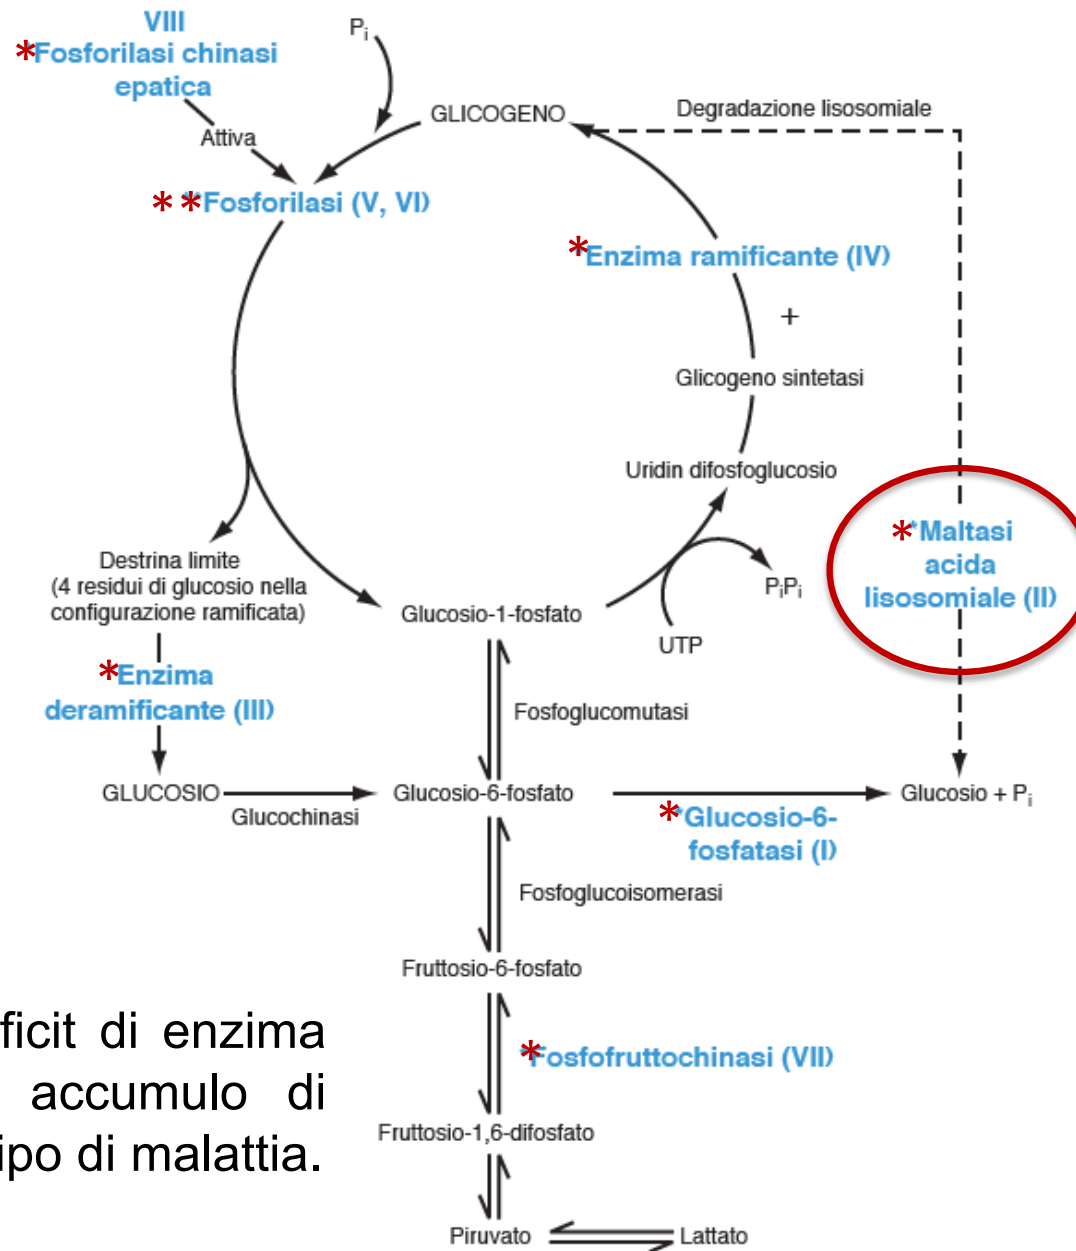 VIII
*Fosforilasi chinasi
epatica
Pi
Attiva
GLICOGENO
Degradazione lisosomiale
* *Fosforilasi (V, VI)
*Enzima ramificante (IV)
+
Glicogeno sintetasi
Uridin difosfoglucosio
*Maltasi
acida
lisosomiale (II)
Destrina limite
(4 residui di glucosio nella
configurazione ramificata)
PiPi
Glucosio-1-fosfato
UTP
*Enzima
deramificante (III)
Fosfoglucomutasi
GLUCOSIO
Glucochinasi
Glucosio-6-fosfato
Glucosio + Pi
*Glucosio-6-
fosfatasi (I)
Fosfoglucoisomerasi
Fruttosio-6-fosfato
ficit di enzima
accumulo di
ipo di malattia.
*Fosfofruttochinasi (VII)
Fruttosio-1,6-difosfato
Piruvato
Lattato